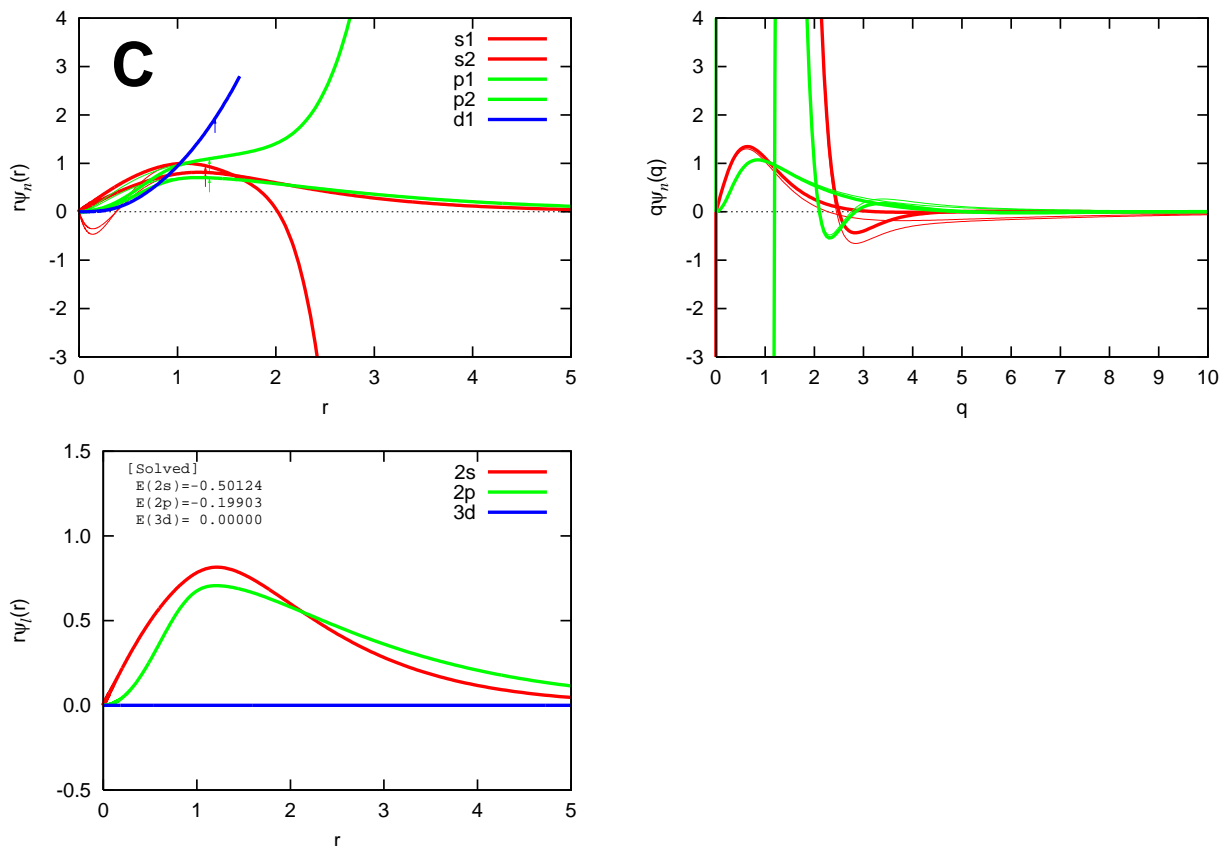 4
3
2
1
0
-1
-2
-3
0
1
2
3
4
5
rψn(r)
r
C
s1
s2
p1
p2
d1
4
3
2
1
0
-1
-2
-3
0
1
2
3
4
5
6
7
8
9
10
qψn(q)
q
1.5
1.0
0.5
0.0
-0.5
0
1
2
3
4
5
rψl(r)
r
[Solved]
E(2s)=-0.50124
E(2p)=-0.19903
E(3d)= 0.00000
2s
2p
3d